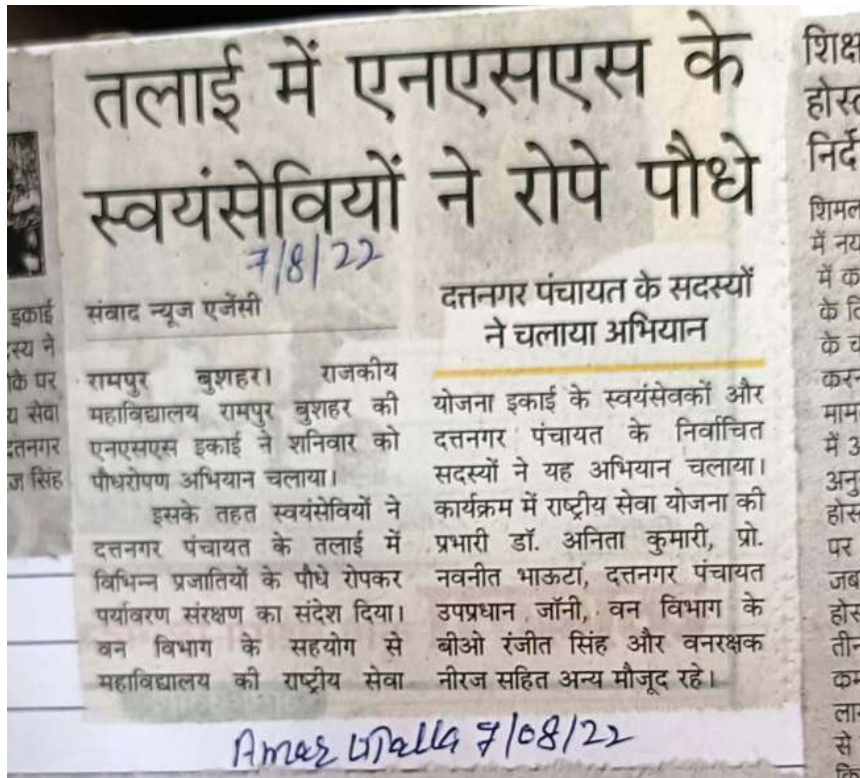 तलाई में एनएसएस के
स्वयंसेवियों ने रोपे पौधे
7/8/22
संवाद न्यूज एजेंसी
रामपुर बुशहर। राजकीय
महाविद्यालय रामपुर बुशहर की
एनएसएस इकाई ने शनिवार को
पौधरोपण अभियान चलाया।
इसके तहत स्वयंसेवियों ने
दत्तनगर पंचायत के तलाई में
विभिन्न प्रजातियों के पौधे रोपकर
पर्यावरण संरक्षण का संदेश दिया।
वन विभाग के सहयोग से
महाविद्यालय की राष्ट्रीय सेवा
दत्तनगर पंचायत के सदस्यों
ने चलाया अभियान
योजना इकाई के स्वयंसेवकों और
दत्तनगर पंचायत के निर्वाचित
सदस्यों ने यह अभियान चलाया।
कार्यक्रम में राष्ट्रीय सेवा योजना की
प्रभारी डॉ. अनिता कुमारी, प्रो.
नवनीत भाऊटा, दत्तनगर पंचायत
उपप्रधान जॉनी, वन विभाग के
बीओ रंजीत सिंह और वनरक्षक
नीरज सहित अन्य मौजूद रहे।
Amar Ujalla 7/08/22
इकाई
के पर
सेवा
सिंह
होस्
में
के
पर
से